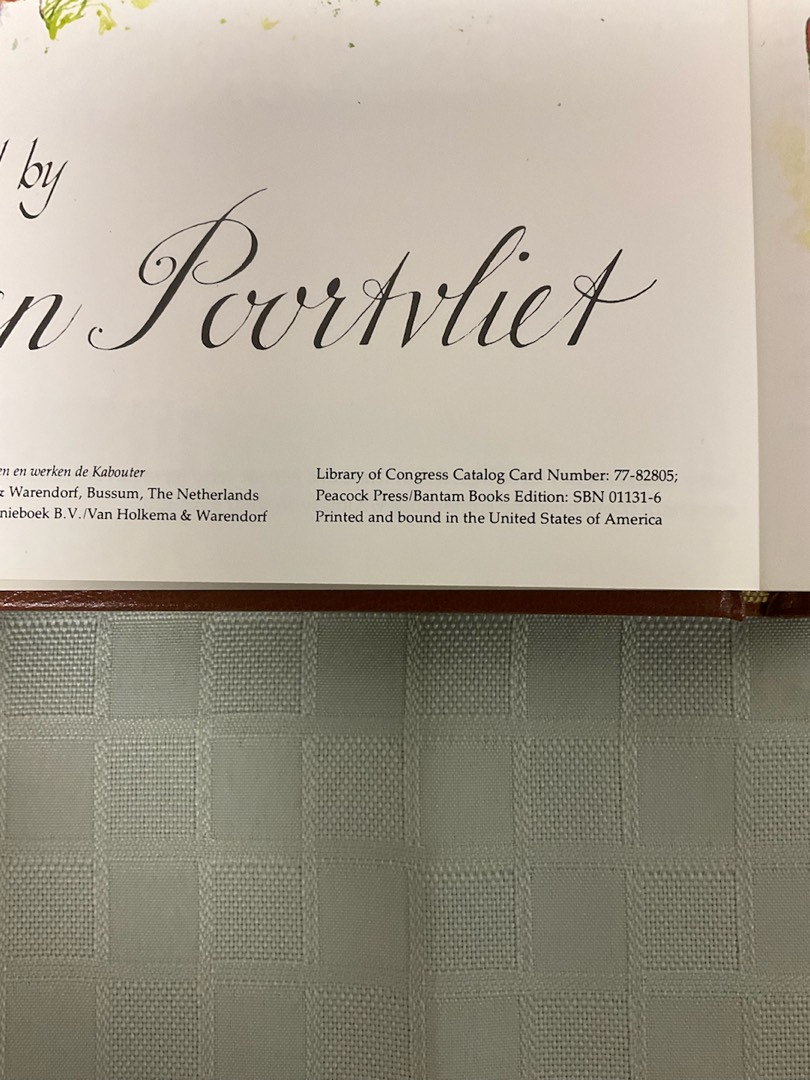 by
Poortvliet
en werken de Kabouter
& Warendorf, Bussum, The Netherlands
B.V./Van Holkema & Warendorf
Library of Congress Catalog Card Number: 77-82805;
Peacock Press/Bantam Books Edition: SBN 01131-6
Printed and bound in the United States of America